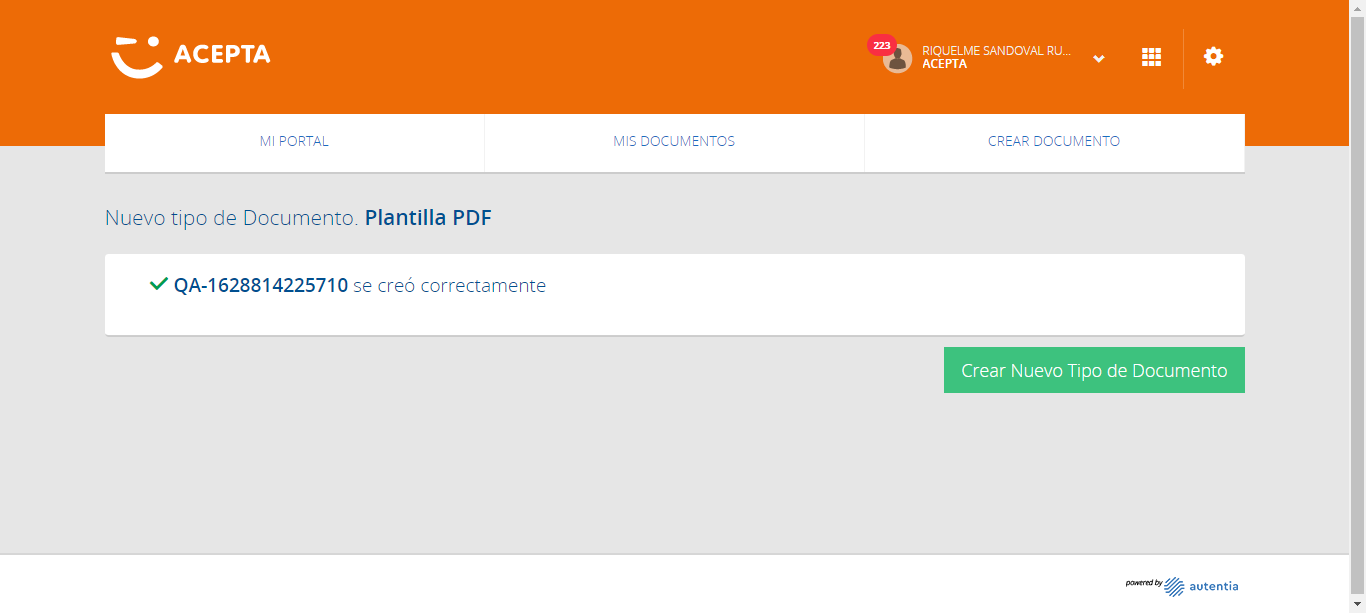 ACEPTA
223
RIQUELME SANDOVAL RU...
ACEPTA
MI PORTAL
MIS DOCUMENTOS
CREAR DOCUMENTO
Nuevo tipo de Documento. Plantilla PDF
QA-1628814225710 se creó correctamente
Crear Nuevo Tipo de Documento
powered by autentia